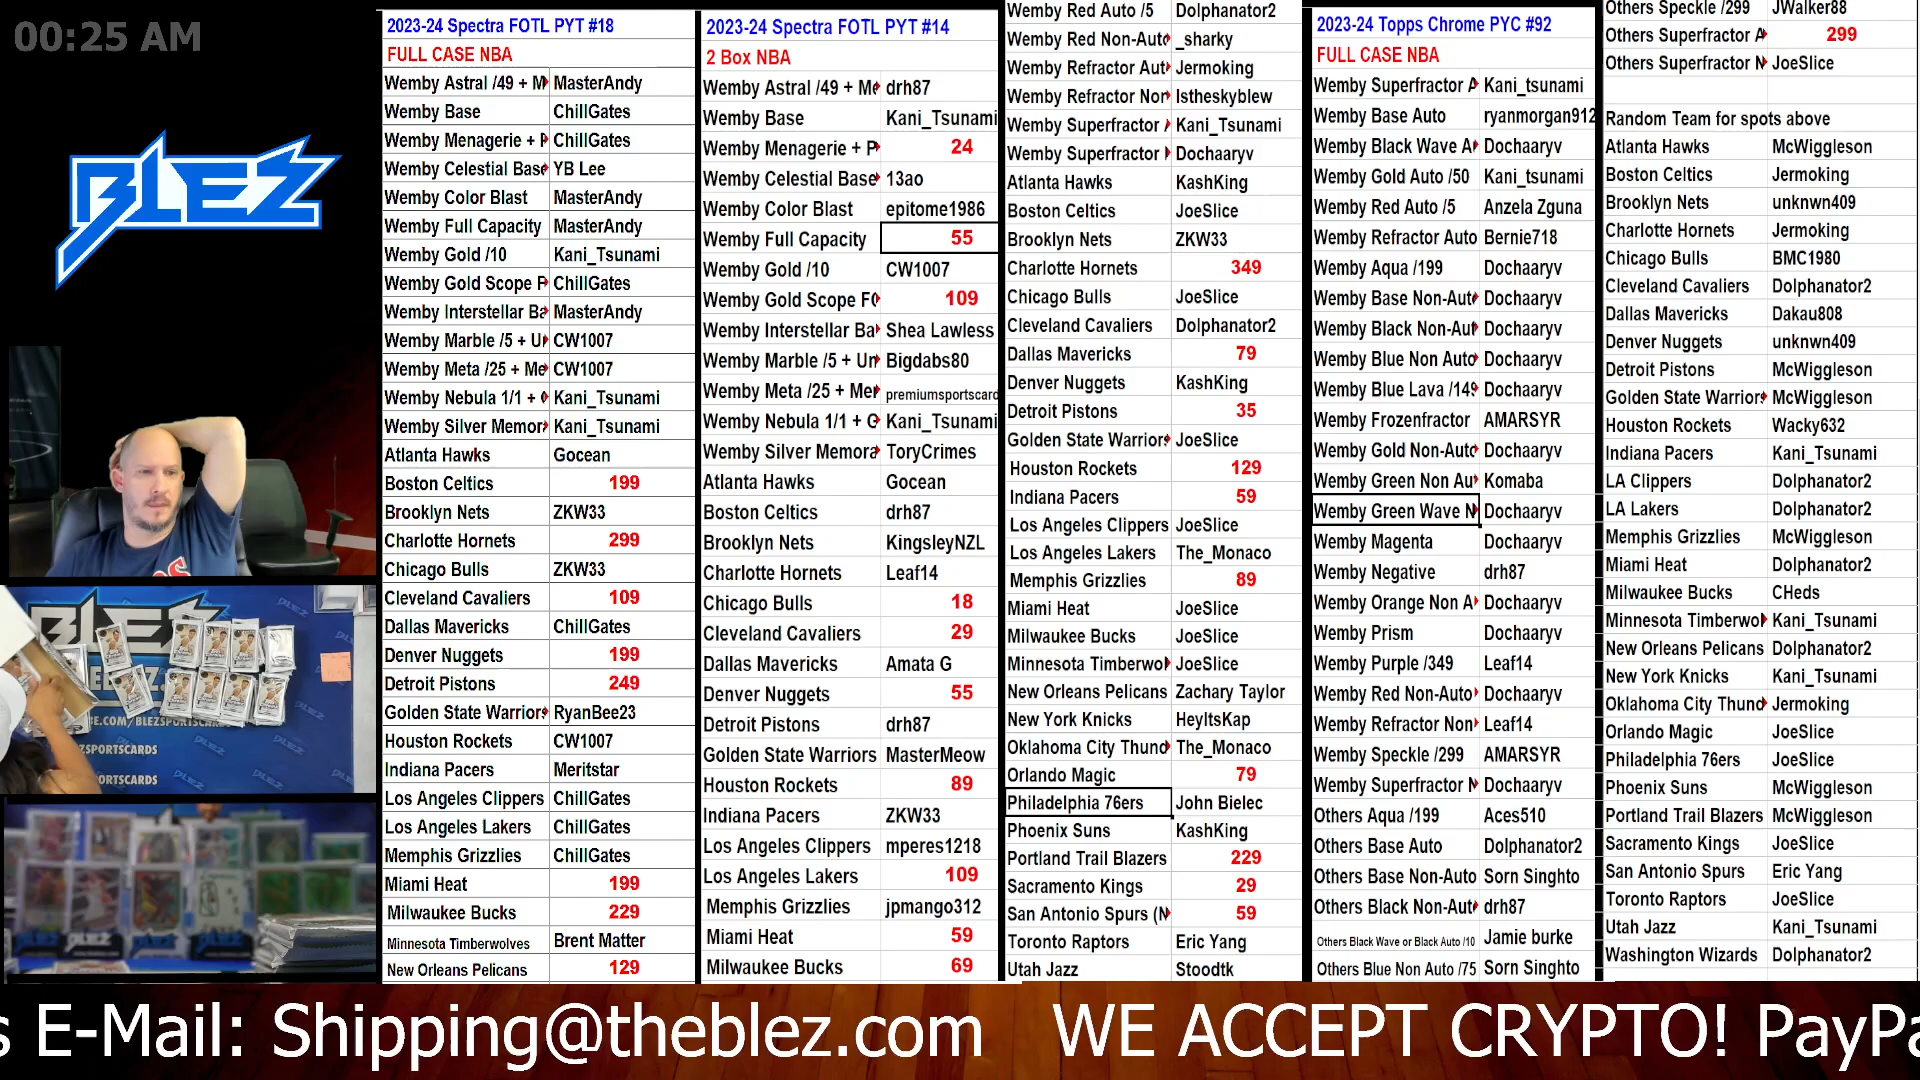 00:25 AM
BLEZ
2023-24 Spectra FOTL PYT #18
FULL CASE NBA
Wemby Astral /49 + M MasterAndy
Wemby Base ChillGates
Wemby Menagerie + P ChillGates
Wemby Celestial Base YB Lee
Wemby Color Blast MasterAndy
Wemby Full Capacity MasterAndy
Wemby Gold /10 Kani_Tsunami
Wemby Gold Scope F ChillGates
Wemby Interstellar Ba MasterAndy
Wemby Marble /5 + U CW1007
Wemby Meta /25 + Me CW1007
Wemby Nebula 1/1 + Kani_Tsunami
Wemby Silver Memor Kani_Tsunami
Atlanta Hawks Gocean
Boston Celtics 199
Brooklyn Nets ZKW33
Charlotte Hornets 299
Chicago Bulls ZKW33
Cleveland Cavaliers 109
Dallas Mavericks ChillGates
Denver Nuggets 199
Detroit Pistons 249
Golden State Warriors RyanBee23
Houston Rockets CW1007
Indiana Pacers Meritstar
Los Angeles Clippers ChillGates
Los Angeles Lakers ChillGates
Memphis Grizzlies ChillGates
Miami Heat 199
Milwaukee Bucks 229
Minnesota Timberwolves Brent Matter
New Orleans Pelicans 129
2023-24 Spectra FOTL PYT #14
2 Box NBA
Wemby Astral /49 + Me drh87
Wemby Base Kani_Tsunami
Wemby Menagerie + P 24
Wemby Celestial Base 13ao
Wemby Color Blast epitome1986
Wemby Full Capacity 55
Wemby Gold /10 CW1007
Wemby Gold Scope FO 109
Wemby Interstellar Ba Shea Lawless
Wemby Marble /5 + Un Bigdabs80
Wemby Meta /25 + Mem premiumsportscard
Wemby Nebula 1/1 + G Kani_Tsunami
Wemby Silver Memora ToryCrimes
Atlanta Hawks Gocean
Boston Celtics drh87
Brooklyn Nets KingsleyNZL
Charlotte Hornets Leaf14
Chicago Bulls 18
Cleveland Cavaliers 29
Dallas Mavericks Amata G
Denver Nuggets 55
Detroit Pistons drh87
Golden State Warriors MasterMeow
Houston Rockets 89
Indiana Pacers ZKW33
Los Angeles Clippers mperes1218
Los Angeles Lakers 109
Memphis Grizzlies jpmango312
Miami Heat 59
Milwaukee Bucks 69
Wemby Red Auto /5 Dolphanator2
Wemby Red Non-Auto _sharky
Wemby Refractor Aut Jermoking
Wemby Refractor Non Istheskyblew
Wemby Superfractor A Kani_Tsunami
Wemby Superfractor N Dochaaryv
Atlanta Hawks KashKing
Boston Celtics JoeSlice
Brooklyn Nets ZKW33
Charlotte Hornets 349
Chicago Bulls JoeSlice
Cleveland Cavaliers Dolphanator2
Dallas Mavericks 79
Denver Nuggets KashKing
Detroit Pistons 35
Golden State Warriors JoeSlice
Houston Rockets 129
Indiana Pacers 59
Los Angeles Clippers JoeSlice
Los Angeles Lakers The_Monaco
Memphis Grizzlies 89
Miami Heat JoeSlice
Milwaukee Bucks JoeSlice
Minnesota Timberwol JoeSlice
New Orleans Pelicans Zachary Taylor
New York Knicks HeyItsKap
Oklahoma City Thund The_Monaco
Orlando Magic 79
Philadelphia 76ers John Bielec
Phoenix Suns KashKing
Portland Trail Blazers 229
Sacramento Kings 29
San Antonio Spurs (N 59
Toronto Raptors Eric Yang
Utah Jazz Stoodtk
2023-24 Topps Chrome PYC #92
FULL CASE NBA
Wemby Superfractor A Kani_tsunami
Wemby Base Auto ryanmorgan912
Wemby Black Wave A Dochaaryv
Wemby Gold Auto /50 Kani_tsunami
Wemby Red Auto /5 Anzela Zguna
Wemby Refractor Auto Bernie718
Wemby Aqua /199 Dochaaryv
Wemby Base Non-Auto Dochaaryv
Wemby Black Non-Aut Dochaaryv
Wemby Blue Non Auto Dochaaryv
Wemby Blue Lava /149 Dochaaryv
Wemby Frozenfractor AMARSYR
Wemby Gold Non-Auto Dochaaryv
Wemby Green Non Au Komaba
Wemby Green Wave N Dochaaryv
Wemby Magenta Dochaaryv
Wemby Negative drh87
Wemby Orange Non A Dochaaryv
Wemby Prism Dochaaryv
Wemby Purple /349 Leaf14
Wemby Red Non-Auto Dochaaryv
Wemby Refractor Non Leaf14
Wemby Speckle /299 AMARSYR
Wemby Superfractor N Dochaaryv
Others Aqua /199 Aces510
Others Base Auto Dolphanator2
Others Base Non-Auto Sorn Singhto
Others Black Non-Aut drh87
Others Black Wave or Black Auto /10 Jamie burke
Others Blue Non Auto /75 Sorn Singhto
Others Speckle /299 JWalker88
Others Superfractor A 299
Others Superfractor N JoeSlice
Random Team for spots above
Atlanta Hawks McWiggleson
Boston Celtics Jermoking
Brooklyn Nets unknwn409
Charlotte Hornets Jermoking
Chicago Bulls BMC1980
Cleveland Cavaliers Dolphanator2
Dallas Mavericks Dakau808
Denver Nuggets unknwn409
Detroit Pistons McWiggleson
Golden State Warriors McWiggleson
Houston Rockets Wacky632
Indiana Pacers Kani_Tsunami
LA Clippers Dolphanator2
LA Lakers Dolphanator2
Memphis Grizzlies McWiggleson
Miami Heat Dolphanator2
Milwaukee Bucks CHeds
Minnesota Timberwol Kani_Tsunami
New Orleans Pelicans Dolphanator2
New York Knicks Kani_Tsunami
Oklahoma City Thund Jermoking
Orlando Magic JoeSlice
Philadelphia 76ers JoeSlice
Phoenix Suns McWiggleson
Portland Trail Blazers McWiggleson
Sacramento Kings JoeSlice
San Antonio Spurs Eric Yang
Toronto Raptors JoeSlice
Utah Jazz Kani_Tsunami
Washington Wizards Dolphanator2
s E-Mail: Shipping@theblez.com WE ACCEPT CRYPTO! PayPa